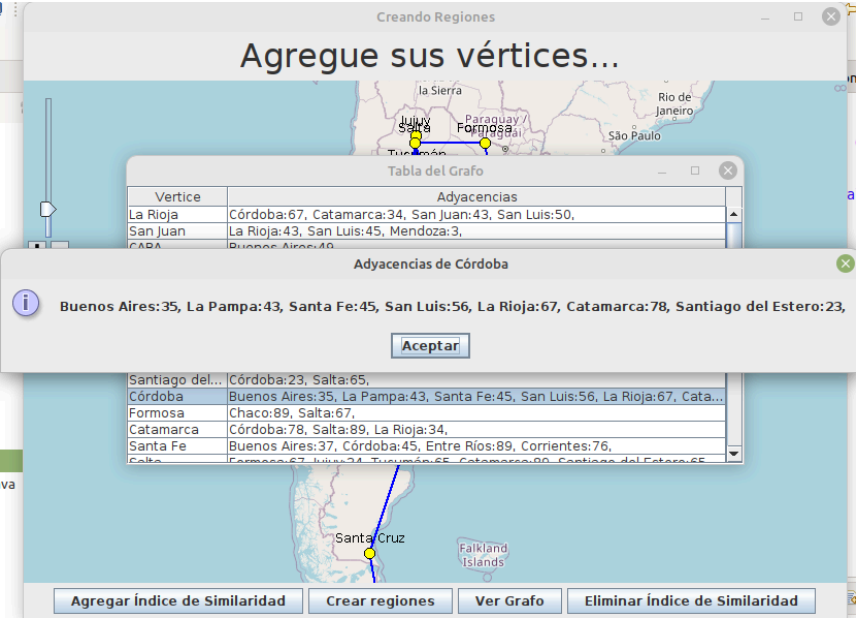 Creando Regiones
Agregue sus vértices...
la Sierra
Rio de
Janeiro
Jujuy
Paraguay /
Salta
Formosa
Paraguái
São Paulo
Tucumán
Tabla del Grafo
Vertice Adyacencias
La Rioja Córdoba:67, Catamarca:34, San Juan:43, San Luis:50,
San Juan La Rioja:43, San Luis:45, Mendoza:3,
CABA Buenos Aires:49
Adyacencias de Córdoba
Buenos Aires:35, La Pampa:43, Santa Fe:45, San Luis:56, La Rioja:67, Catamarca:78, Santiago del Estero:23,
Aceptar
Santiago del... Córdoba:23, Salta:65,
Córdoba Buenos Aires:35, La Pampa:43, Santa Fe:45, San Luis:56, La Rioja:67, Cata...
Formosa Chaco:89, Salta:67,
Catamarca Córdoba:78, Salta:89, La Rioja:34,
Santa Fe Buenos Aires:37, Córdoba:45, Entre Ríos:89, Corrientes:76,
Salta Formosa:67, Jujuy:34, Tucumán:65, Catamarca:89, Santiago del Estero:65
va
Santa Cruz
Falkland
Islands
Agregar Índice de Similaridad Crear regiones Ver Grafo Eliminar Índice de Similaridad